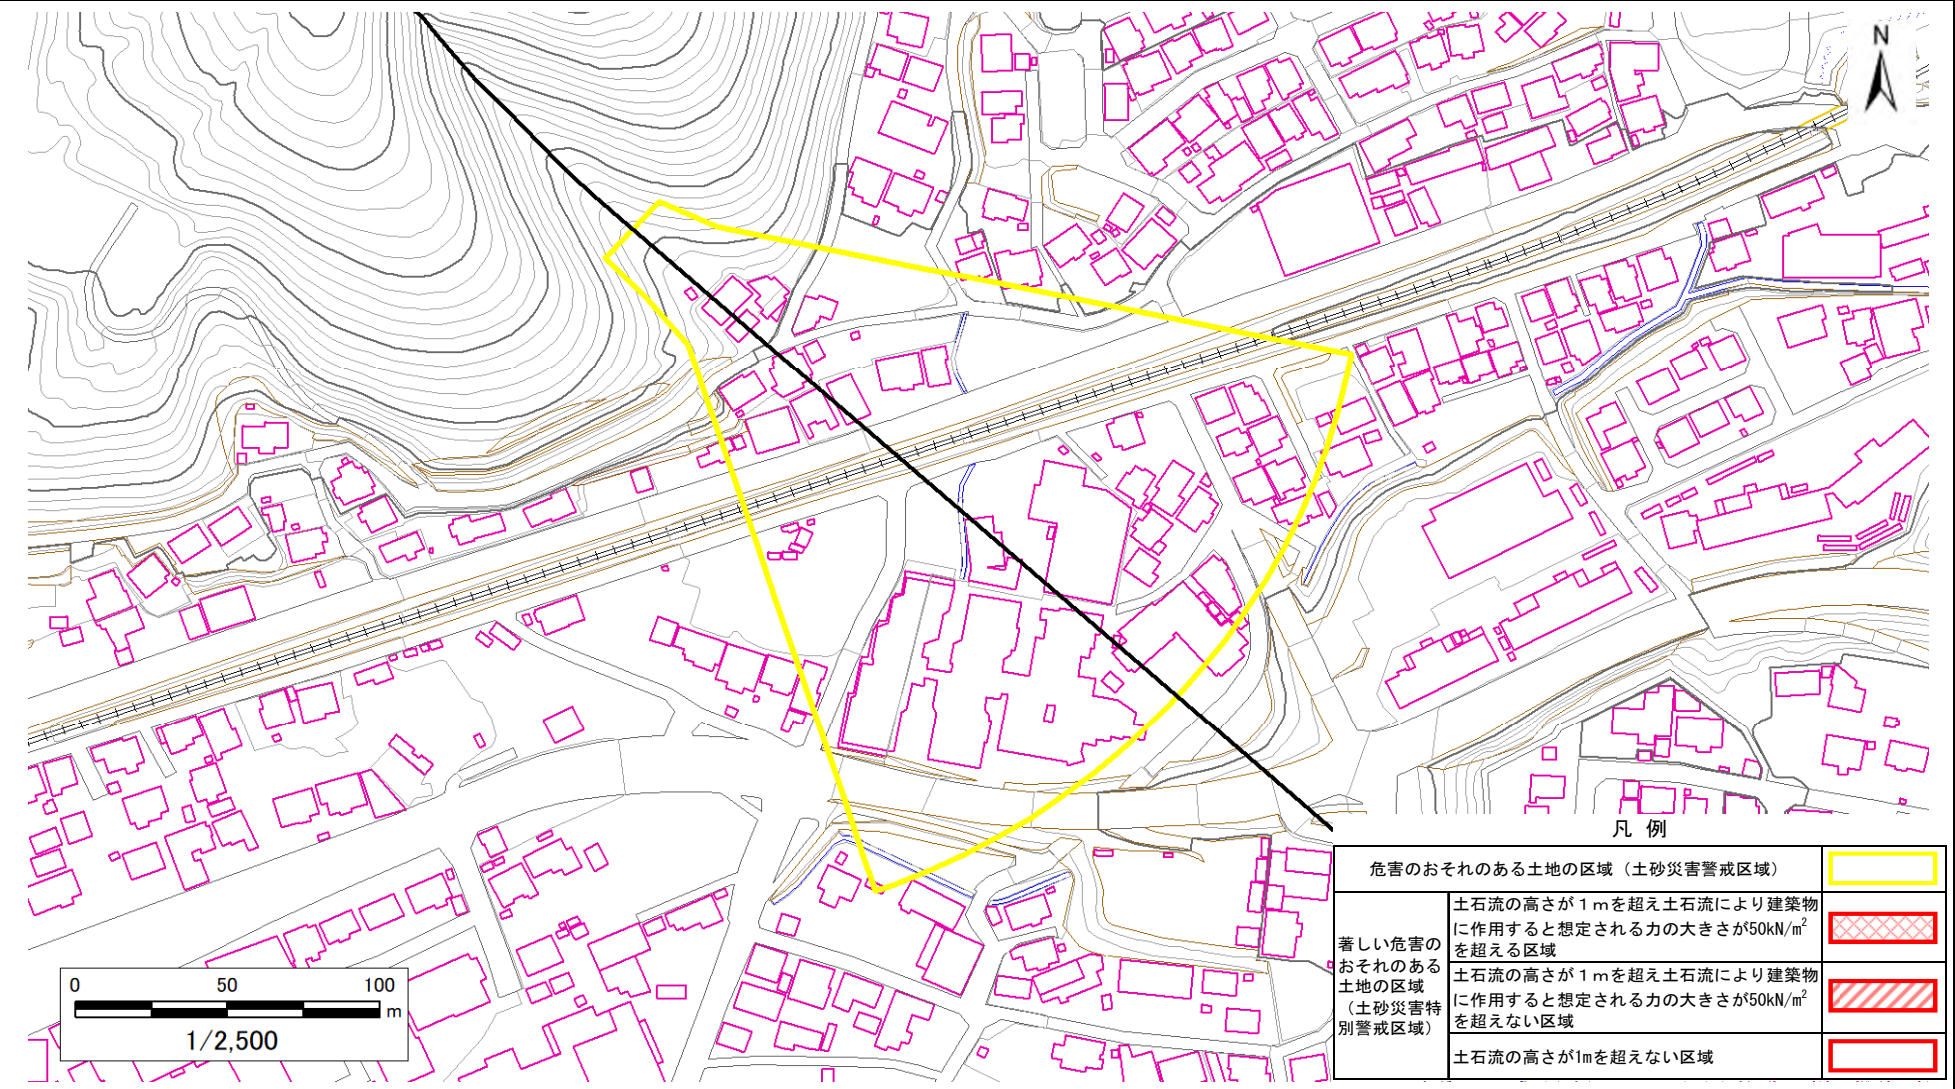 N
凡 例
危害のおそれのある土地の区域（土砂災害警戒区域）
著しい危害の
おそれのある
土地の区域
（土砂災害特
別警戒区域）
土石流の高さが１ｍを超え土石流により建築物
に作用すると想定される力の大きさが50kN/㎡
を超える区域
土石流の高さが１ｍを超え土石流により建築物
に作用すると想定される力の大きさが50kN/㎡
を超えない区域
土石流の高さが1mを超えない区域
0 50 100
m
1/2,500